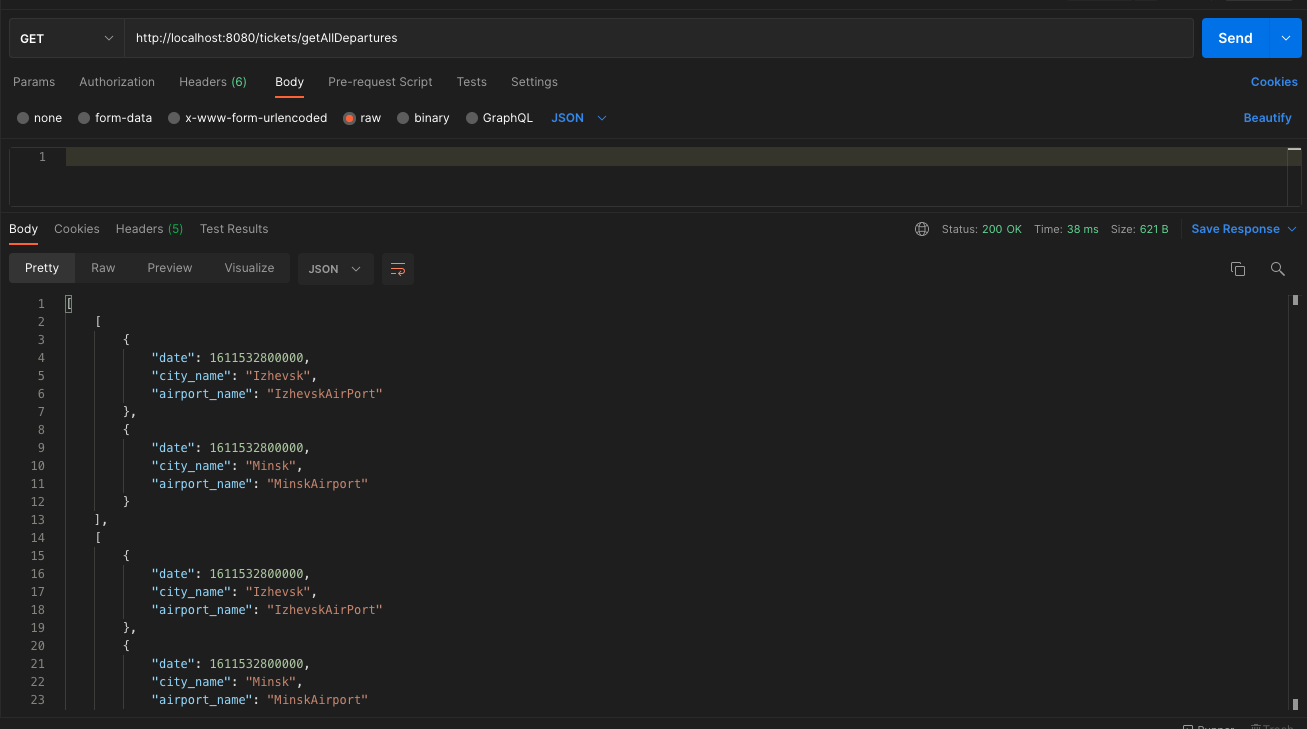 GET http://localhost:8080/tickets/getAllDepartures Send
Params Authorization Headers (6) Body Pre-request Script Tests Settings Cookies
none form-data x-www-form-urlencoded raw binary GraphQL JSON Beautify
1
Body Cookies Headers (5) Test Results Status: 200 OK Time: 38 ms Size: 621 B Save Response
Pretty Raw Preview Visualize JSON
1 [
2 [
3 {
4 "date": 1611532800000,
5 "city_name": "Izhevsk",
6 "airport_name": "IzhevskAirPort"
7 },
8 {
9 "date": 1611532800000,
10 "city_name": "Minsk",
11 "airport_name": "MinskAirport"
12 }
13 ],
14 [
15 {
16 "date": 1611532800000,
17 "city_name": "Izhevsk",
18 "airport_name": "IzhevskAirPort"
19 },
20 {
21 "date": 1611532800000,
22 "city_name": "Minsk",
23 "airport_name": "MinskAirport"